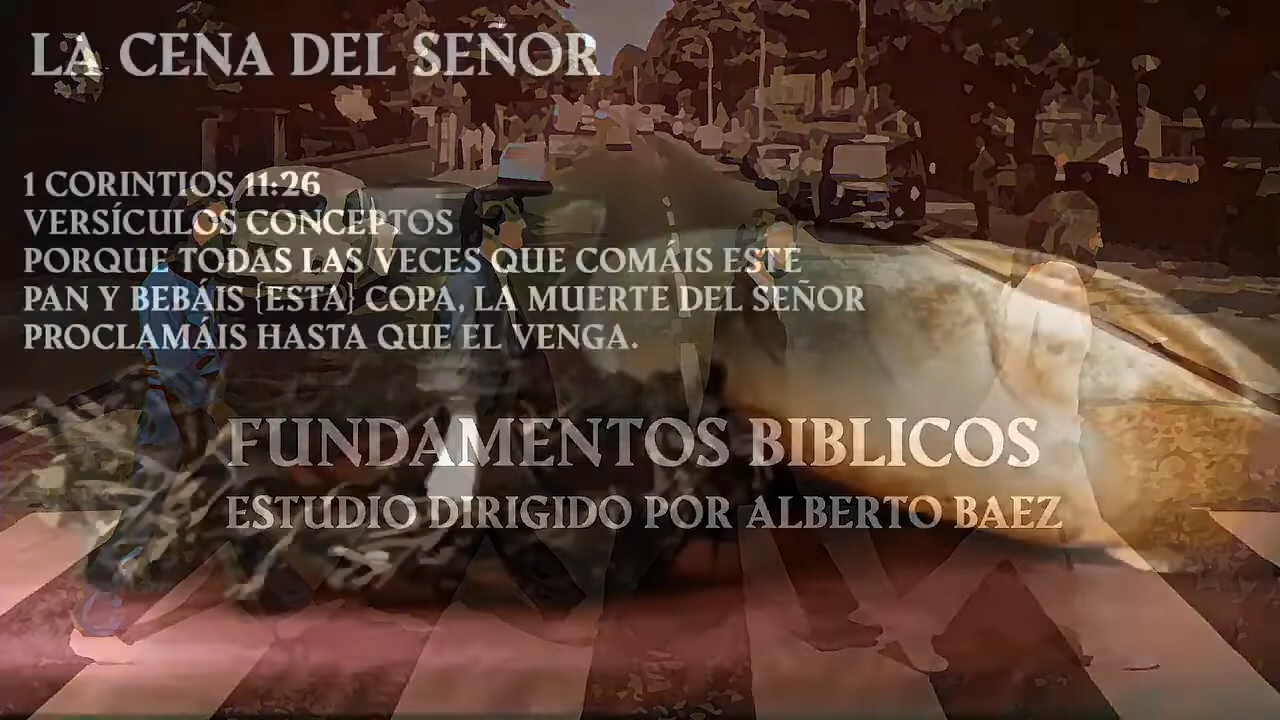 LA CENA DEL SEÑOR
1 CORINTIOS 11:26
VERSÍCULOS CONCEPTOS
PORQUE TODAS LAS VECES QUE COMÁIS ESTE
PAN Y BEBÁIS {ESTA} COPA, LA MUERTE DEL SEÑOR
PROCLAMÁIS HASTA QUE EL VENGA.
FUNDAMENTOS BIBLICOS
ESTUDIO DIRIGIDO POR ALBERTO BAEZ